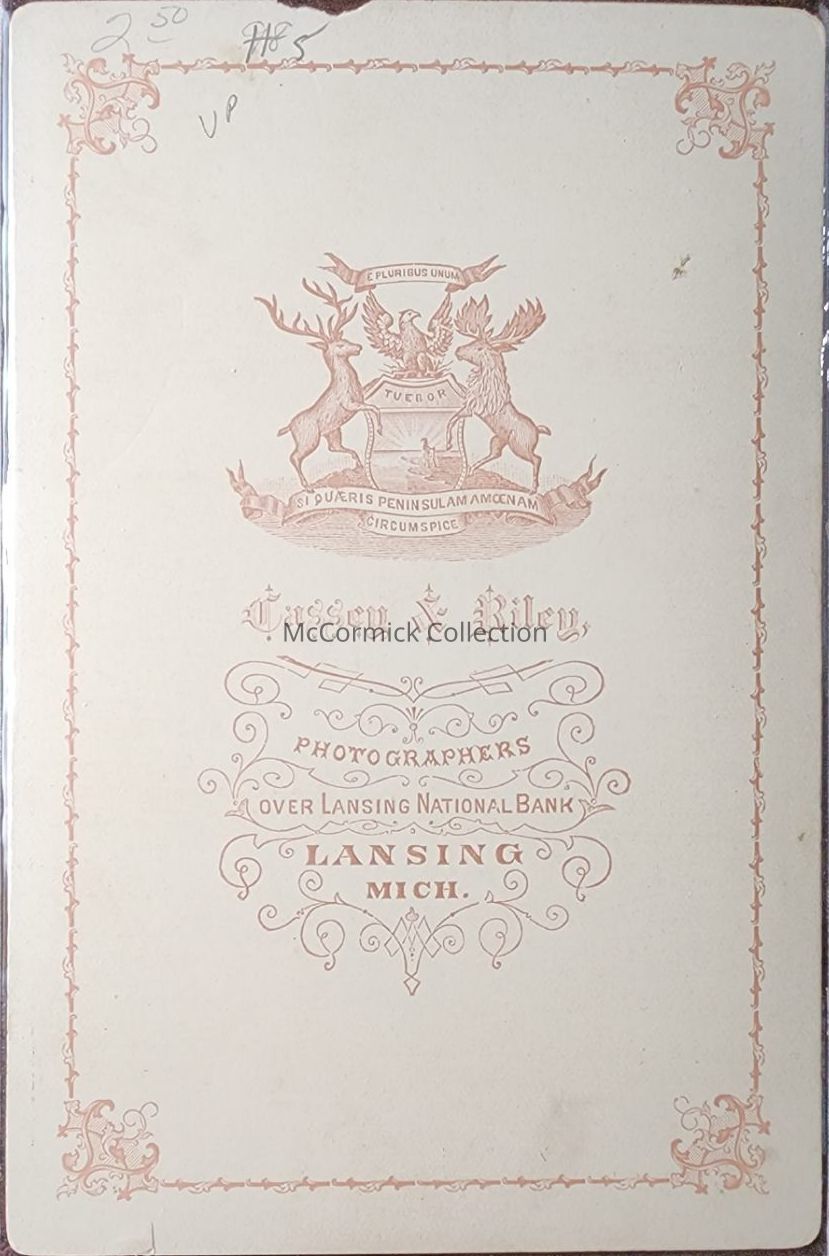 2 50
#85
VP
E PLURIBUS UNUM
TUEBOR
SI QUÆRIS PENINSULAM AMŒNAM
CIRCUMSPICE
Cassey & Riley,
McCormick Collection
PHOTOGRAPHERS
OVER LANSING NATIONAL BANK
LANSING
MICH.